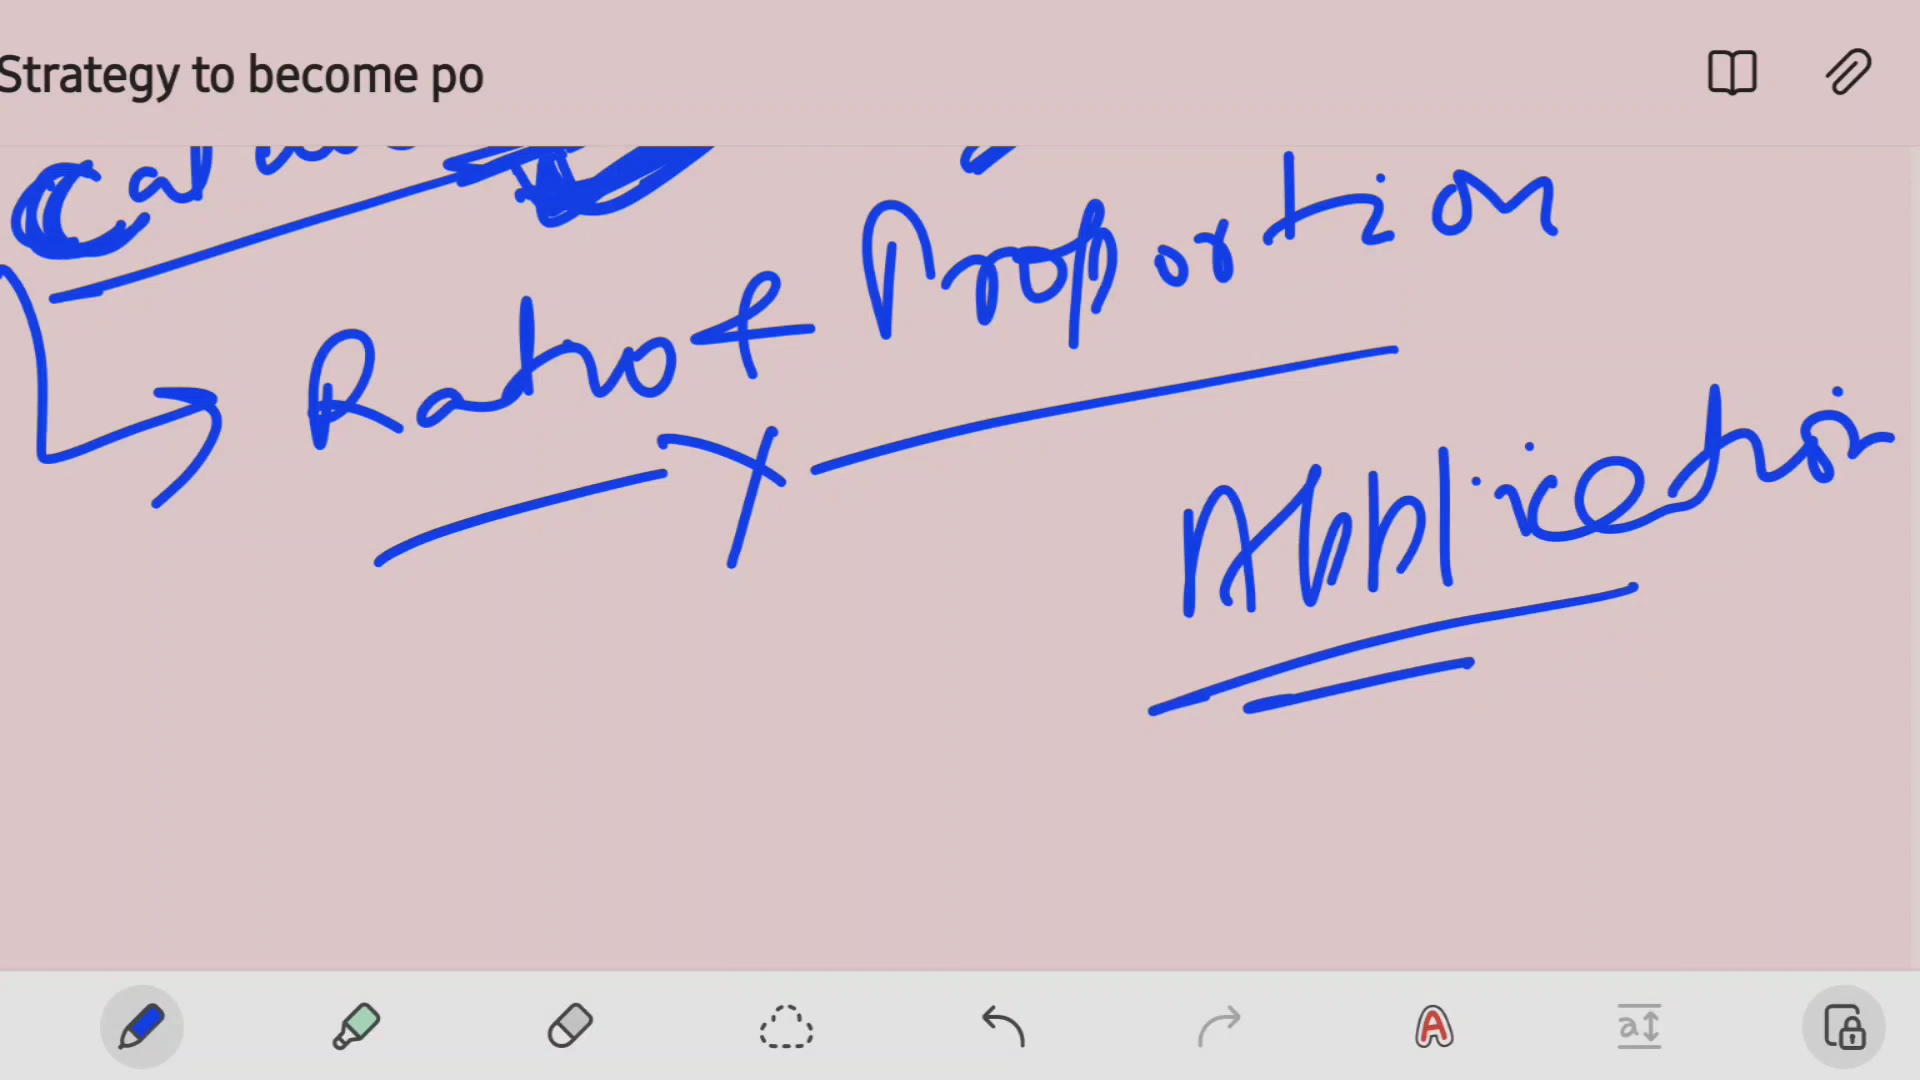 Strategy to become po
Ratio & Proportion
Application